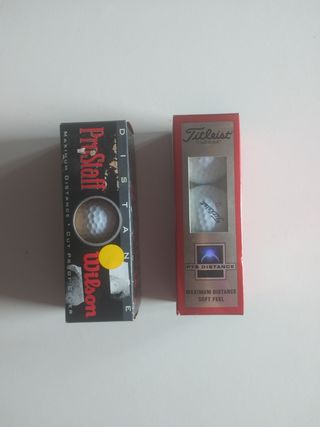 DISTANCE
ProStaff
Wilson
MAXIMUM DISTANCE • CUT PROOF
Titleist
PTS DISTANCE
MAXIMUM DISTANCE
SOFT FEEL
Titleist